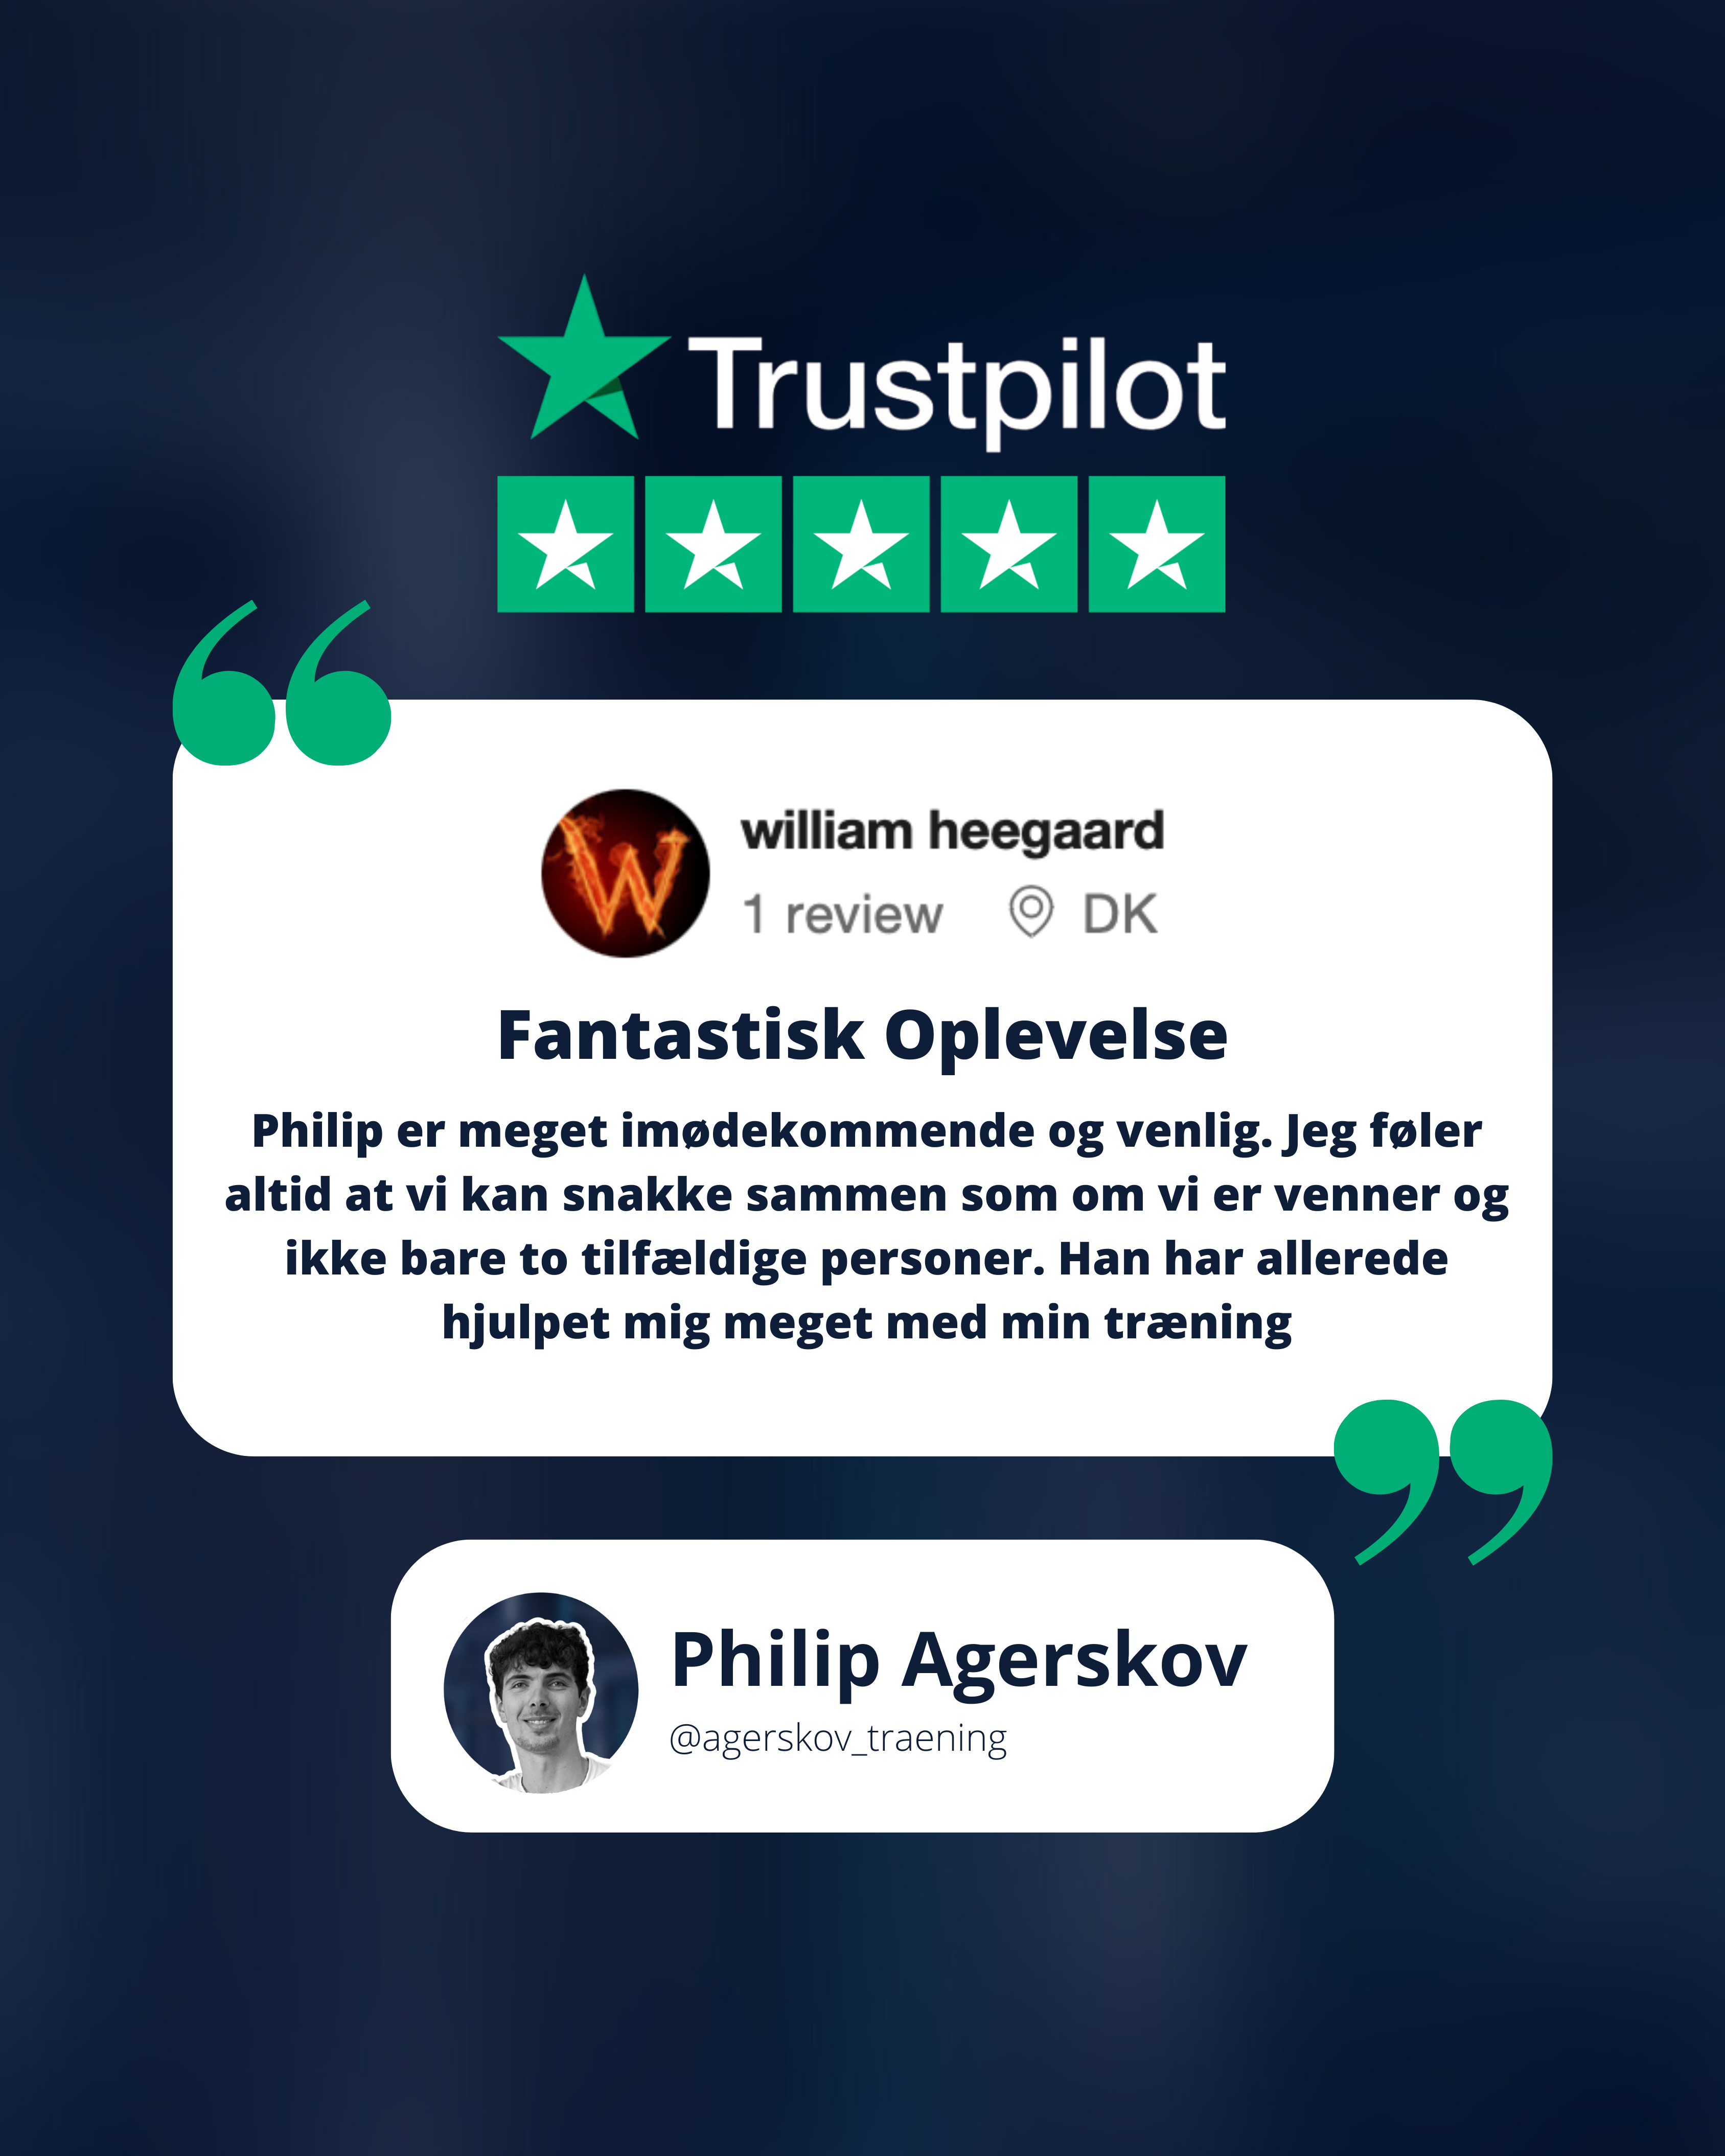 Trustpilot
william heegaard
1 review DK
Fantastisk Oplevelse
Philip er meget imødekommende og venlig. Jeg føler
altid at vi kan snakke sammen som om vi er venner og
ikke bare to tilfældige personer. Han har allerede
hjulpet mig meget med min træning
Philip Agerskov
@agerskov_traening